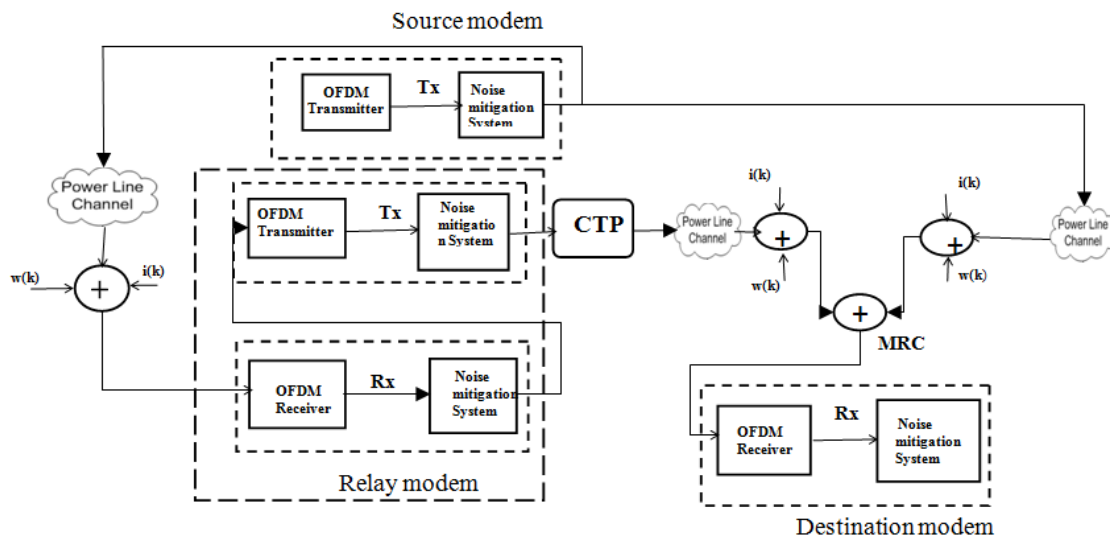 Source modem
OFDM
Transmitter
Tx
Noise
mitigation
System
Power Line
Channel
OFDM
Transmitter
Tx
Noise
mitigatio
n System
CTP
Power Line
Channel
i(k)
+
w(k)
i(k)
+
w(k)
Power Line
Channel
w(k)
+
i(k)
+
MRC
OFDM
Receiver
Rx
Noise
mitigation
System
Relay modem
OFDM
Receiver
Rx
Noise
mitigation
System
Destination modem